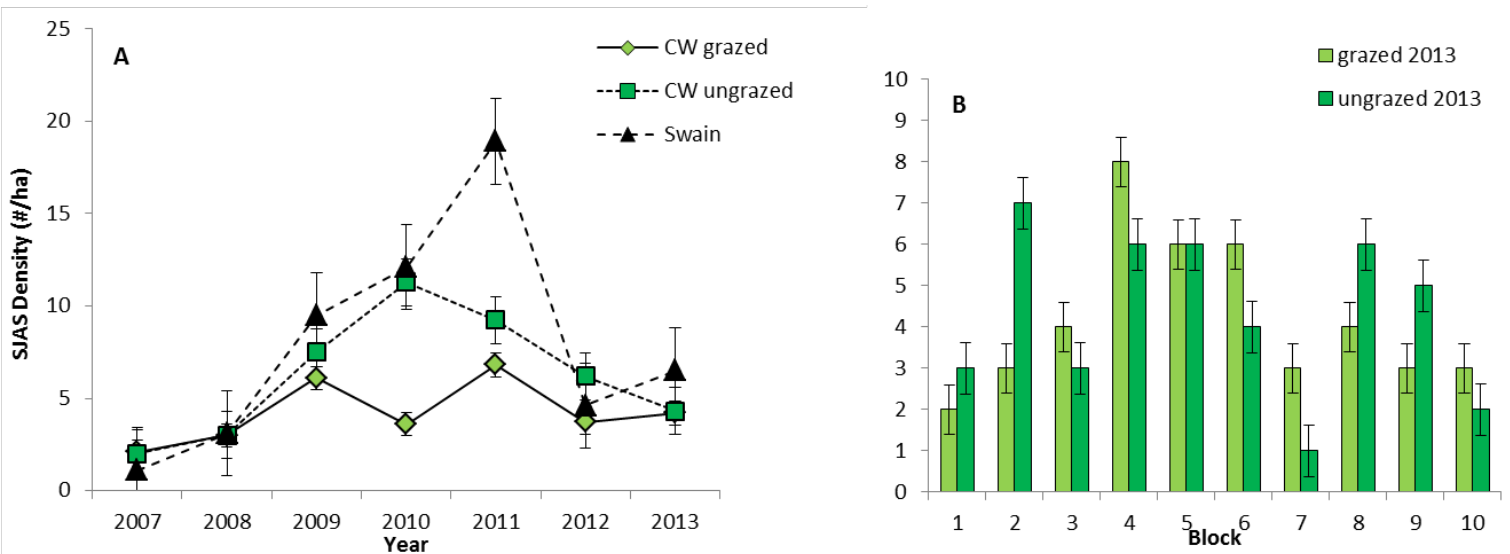 A
CW grazed
CW ungrazed
Swain
SJAS Density (#/ha)
25
20
15
10
5
0
2007 2008 2009 2010 2011 2012 2013
Year
B
grazed 2013
ungrazed 2013
10
9
8
7
6
5
4
3
2
1
0
1 2 3 4 5 6 7 8 9 10
Block